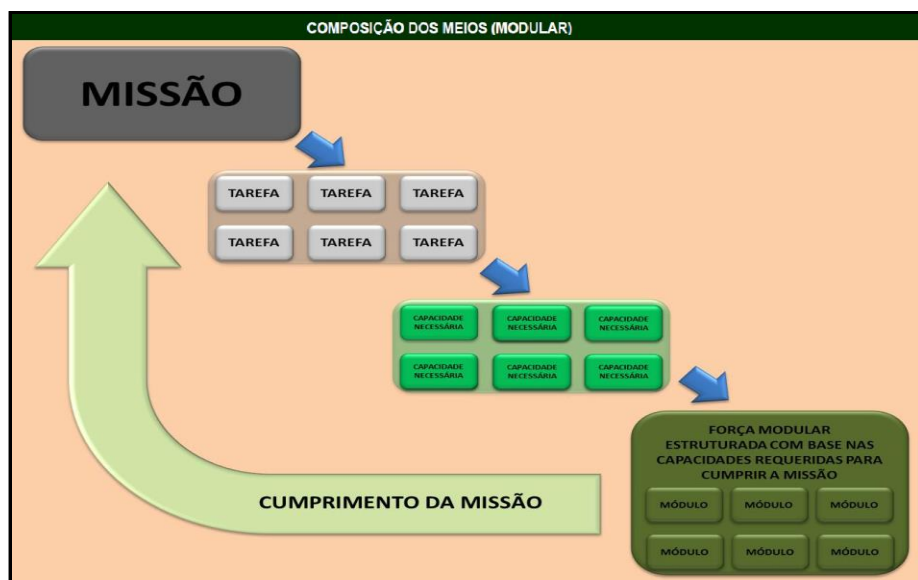 COMPOSIÇÃO DOS MEIOS (MODULAR)
MISSÃO
TAREFA TAREFA TAREFA
TAREFA TAREFA TAREFA
CAPACIDADE CAPACIDADE CAPACIDADE
NECESSÁRIA NECESSÁRIA NECESSÁRIA
CAPACIDADE CAPACIDADE CAPACIDADE
NECESSÁRIA NECESSÁRIA NECESSÁRIA
FORÇA MODULAR
ESTRUTURADA COM BASE NAS
CAPACIDADES REQUERIDAS PARA
CUMPRIR A MISSÃO
MÓDULO MÓDULO MÓDULO
MÓDULO MÓDULO MÓDULO
CUMPRIMENTO DA MISSÃO